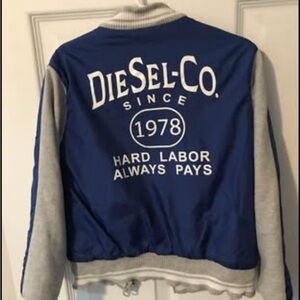 DIESEL-CO.
SINCE
1978
HARD LABOR
ALWAYS PAYS